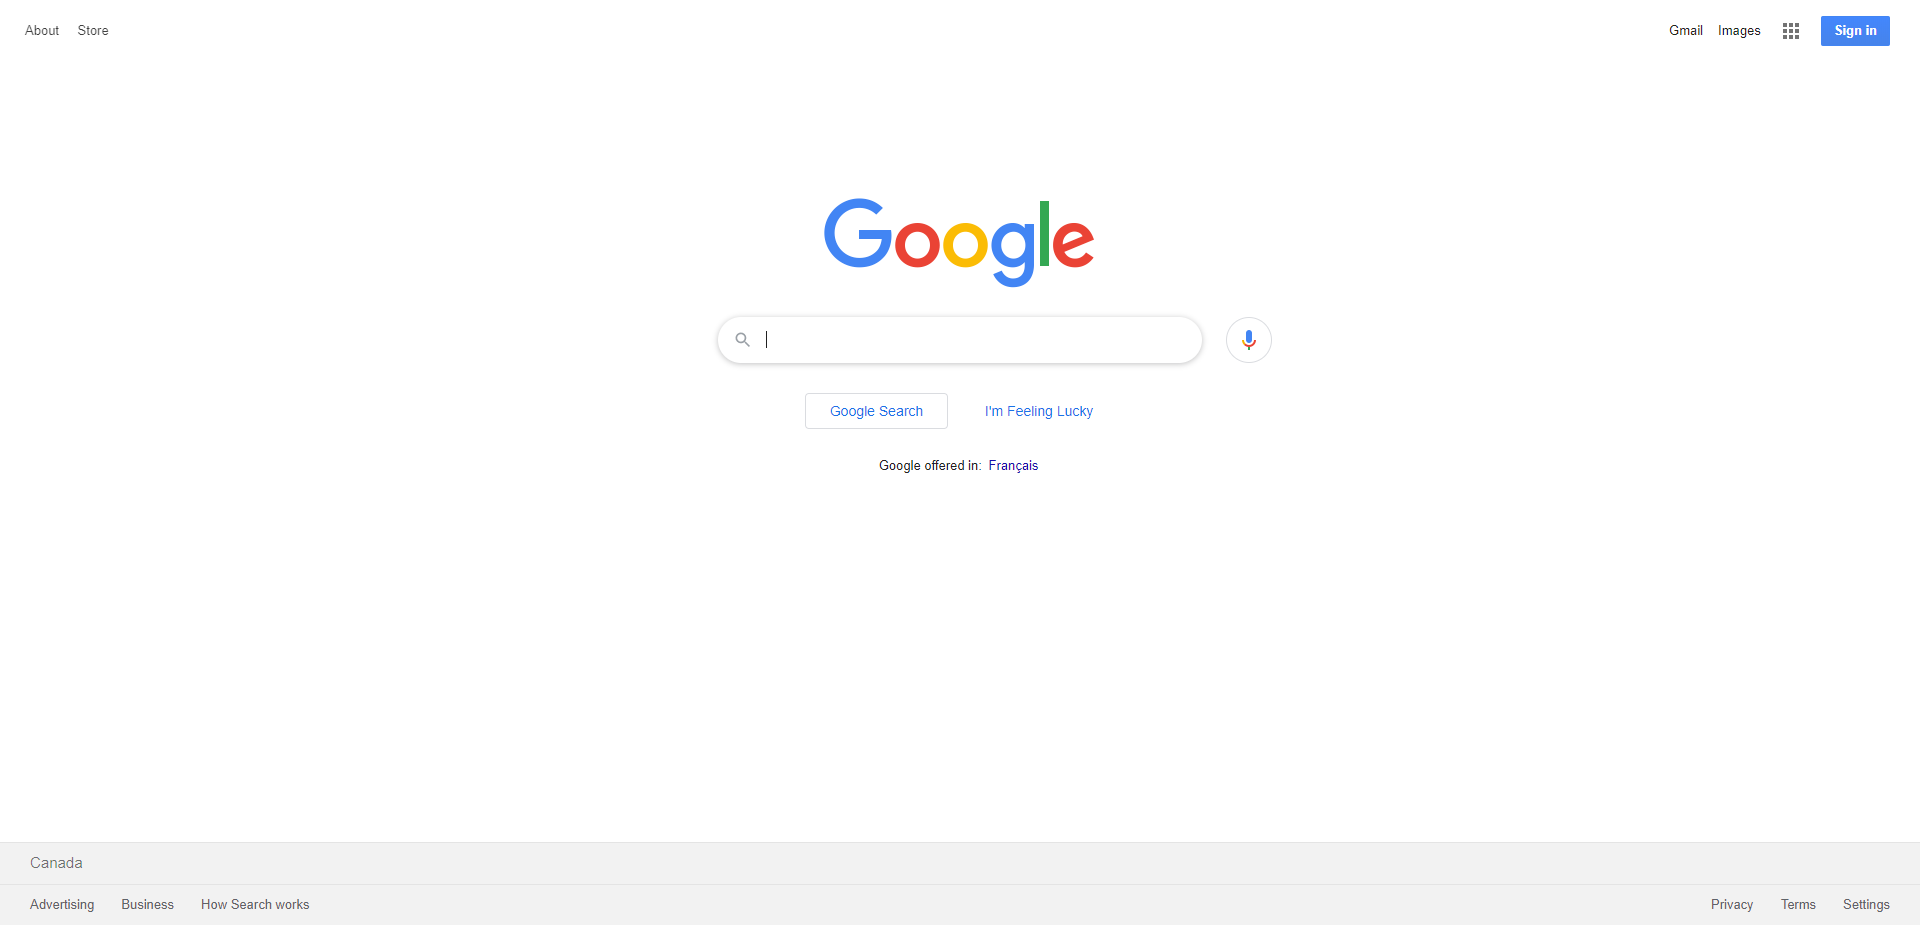 About Store
Gmail Images Sign in
Google
Google Search I'm Feeling Lucky
Google offered in: Français
Canada
Advertising Business How Search works
Privacy Terms Settings